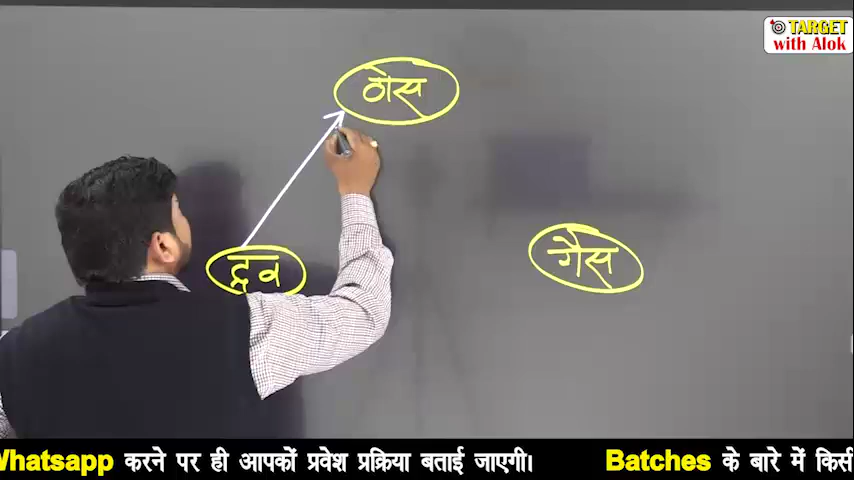 TARGET
with Alok
ठोस
द्रव
गैस
Whatsapp करने पर ही आपकों प्रवेश प्रक्रिया बताई जाएगी। Batches के बारे में किसी